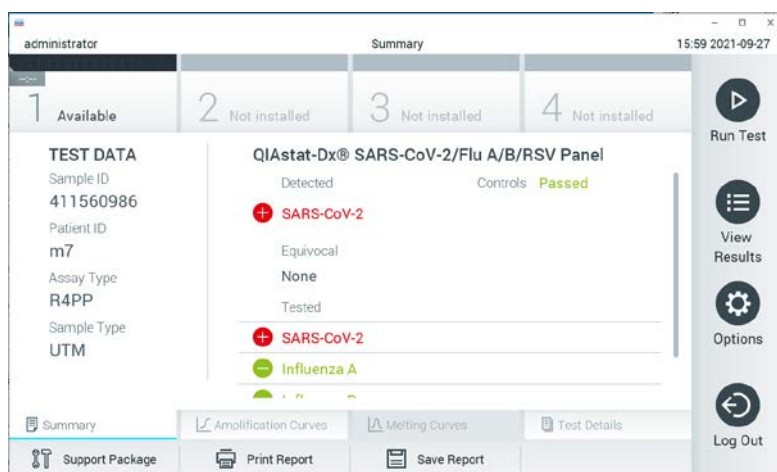 administrator Summary 15:59 2021-09-27
1 Available 2 Not installed 3 Not installed 4 Not installed
Run Test
TEST DATA
Sample ID
411560986
Patient ID
m7
Assay Type
R4PP
Sample Type
UTM
QIAstat-Dx® SARS-CoV-2/Flu A/B/RSV Panel
Detected Controls Passed
SARS-CoV-2
Equivocal
None
Tested
SARS-CoV-2
Influenza A
View
Results
Options
Log Out
Summary Amplification Curves Melting Curves Test Details
Support Package Print Report Save Report